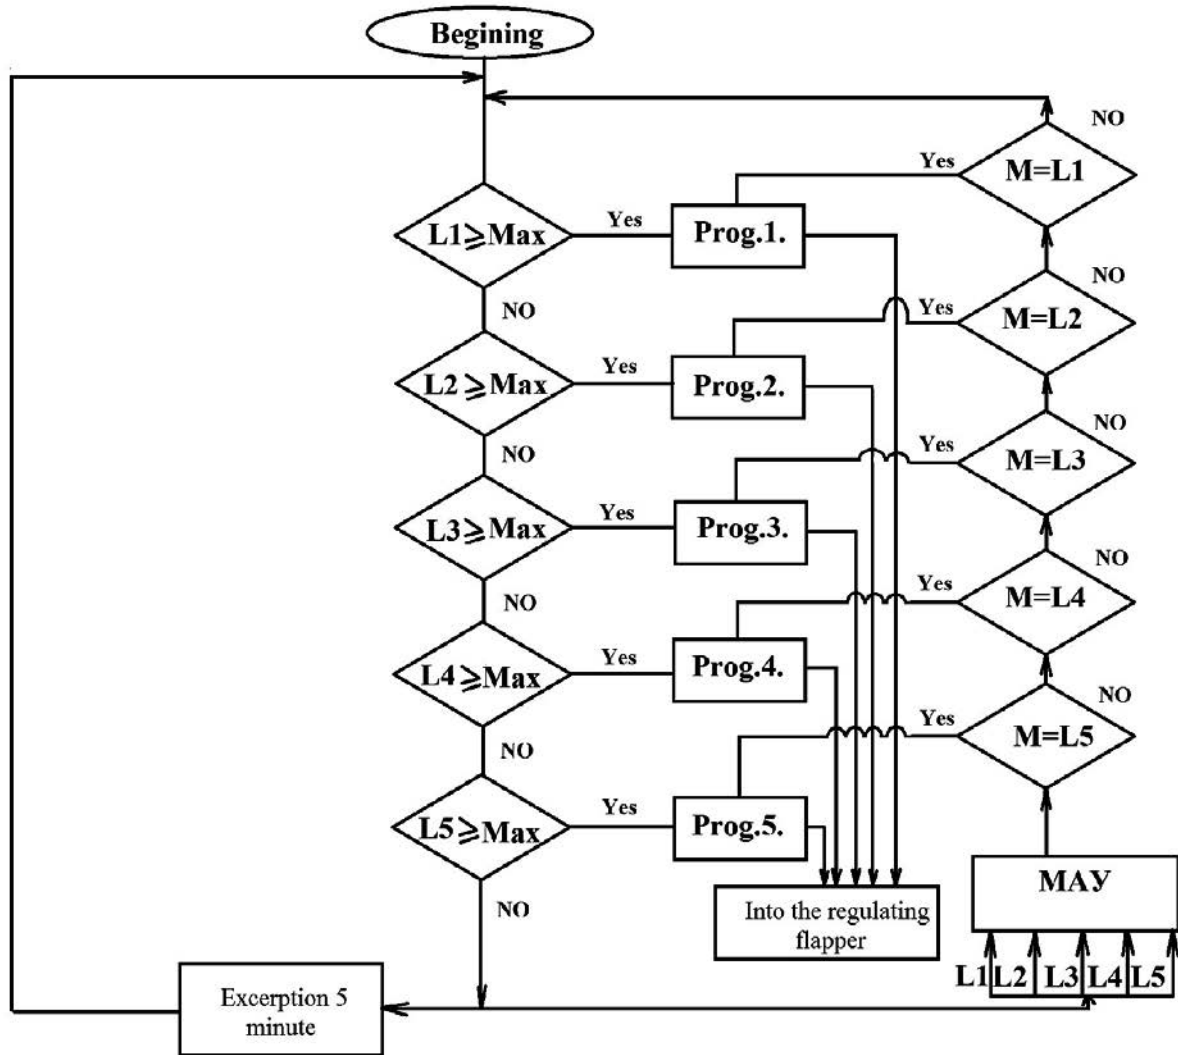 Begining
NO
Yes
M=L1
L1⩾Max
Yes
Prog.1.
NO
NO
Yes
M=L2
L2⩾Max
Yes
Prog.2.
NO
NO
Yes
M=L3
L3⩾Max
Yes
Prog.3.
NO
NO
Yes
M=L4
L4⩾Max
Yes
Prog.4.
NO
NO
Yes
M=L5
L5⩾Max
Yes
Prog.5.
NO
МАУ
Into the regulating
flapper
L1 L2 L3 L4 L5
Excerption 5
minute